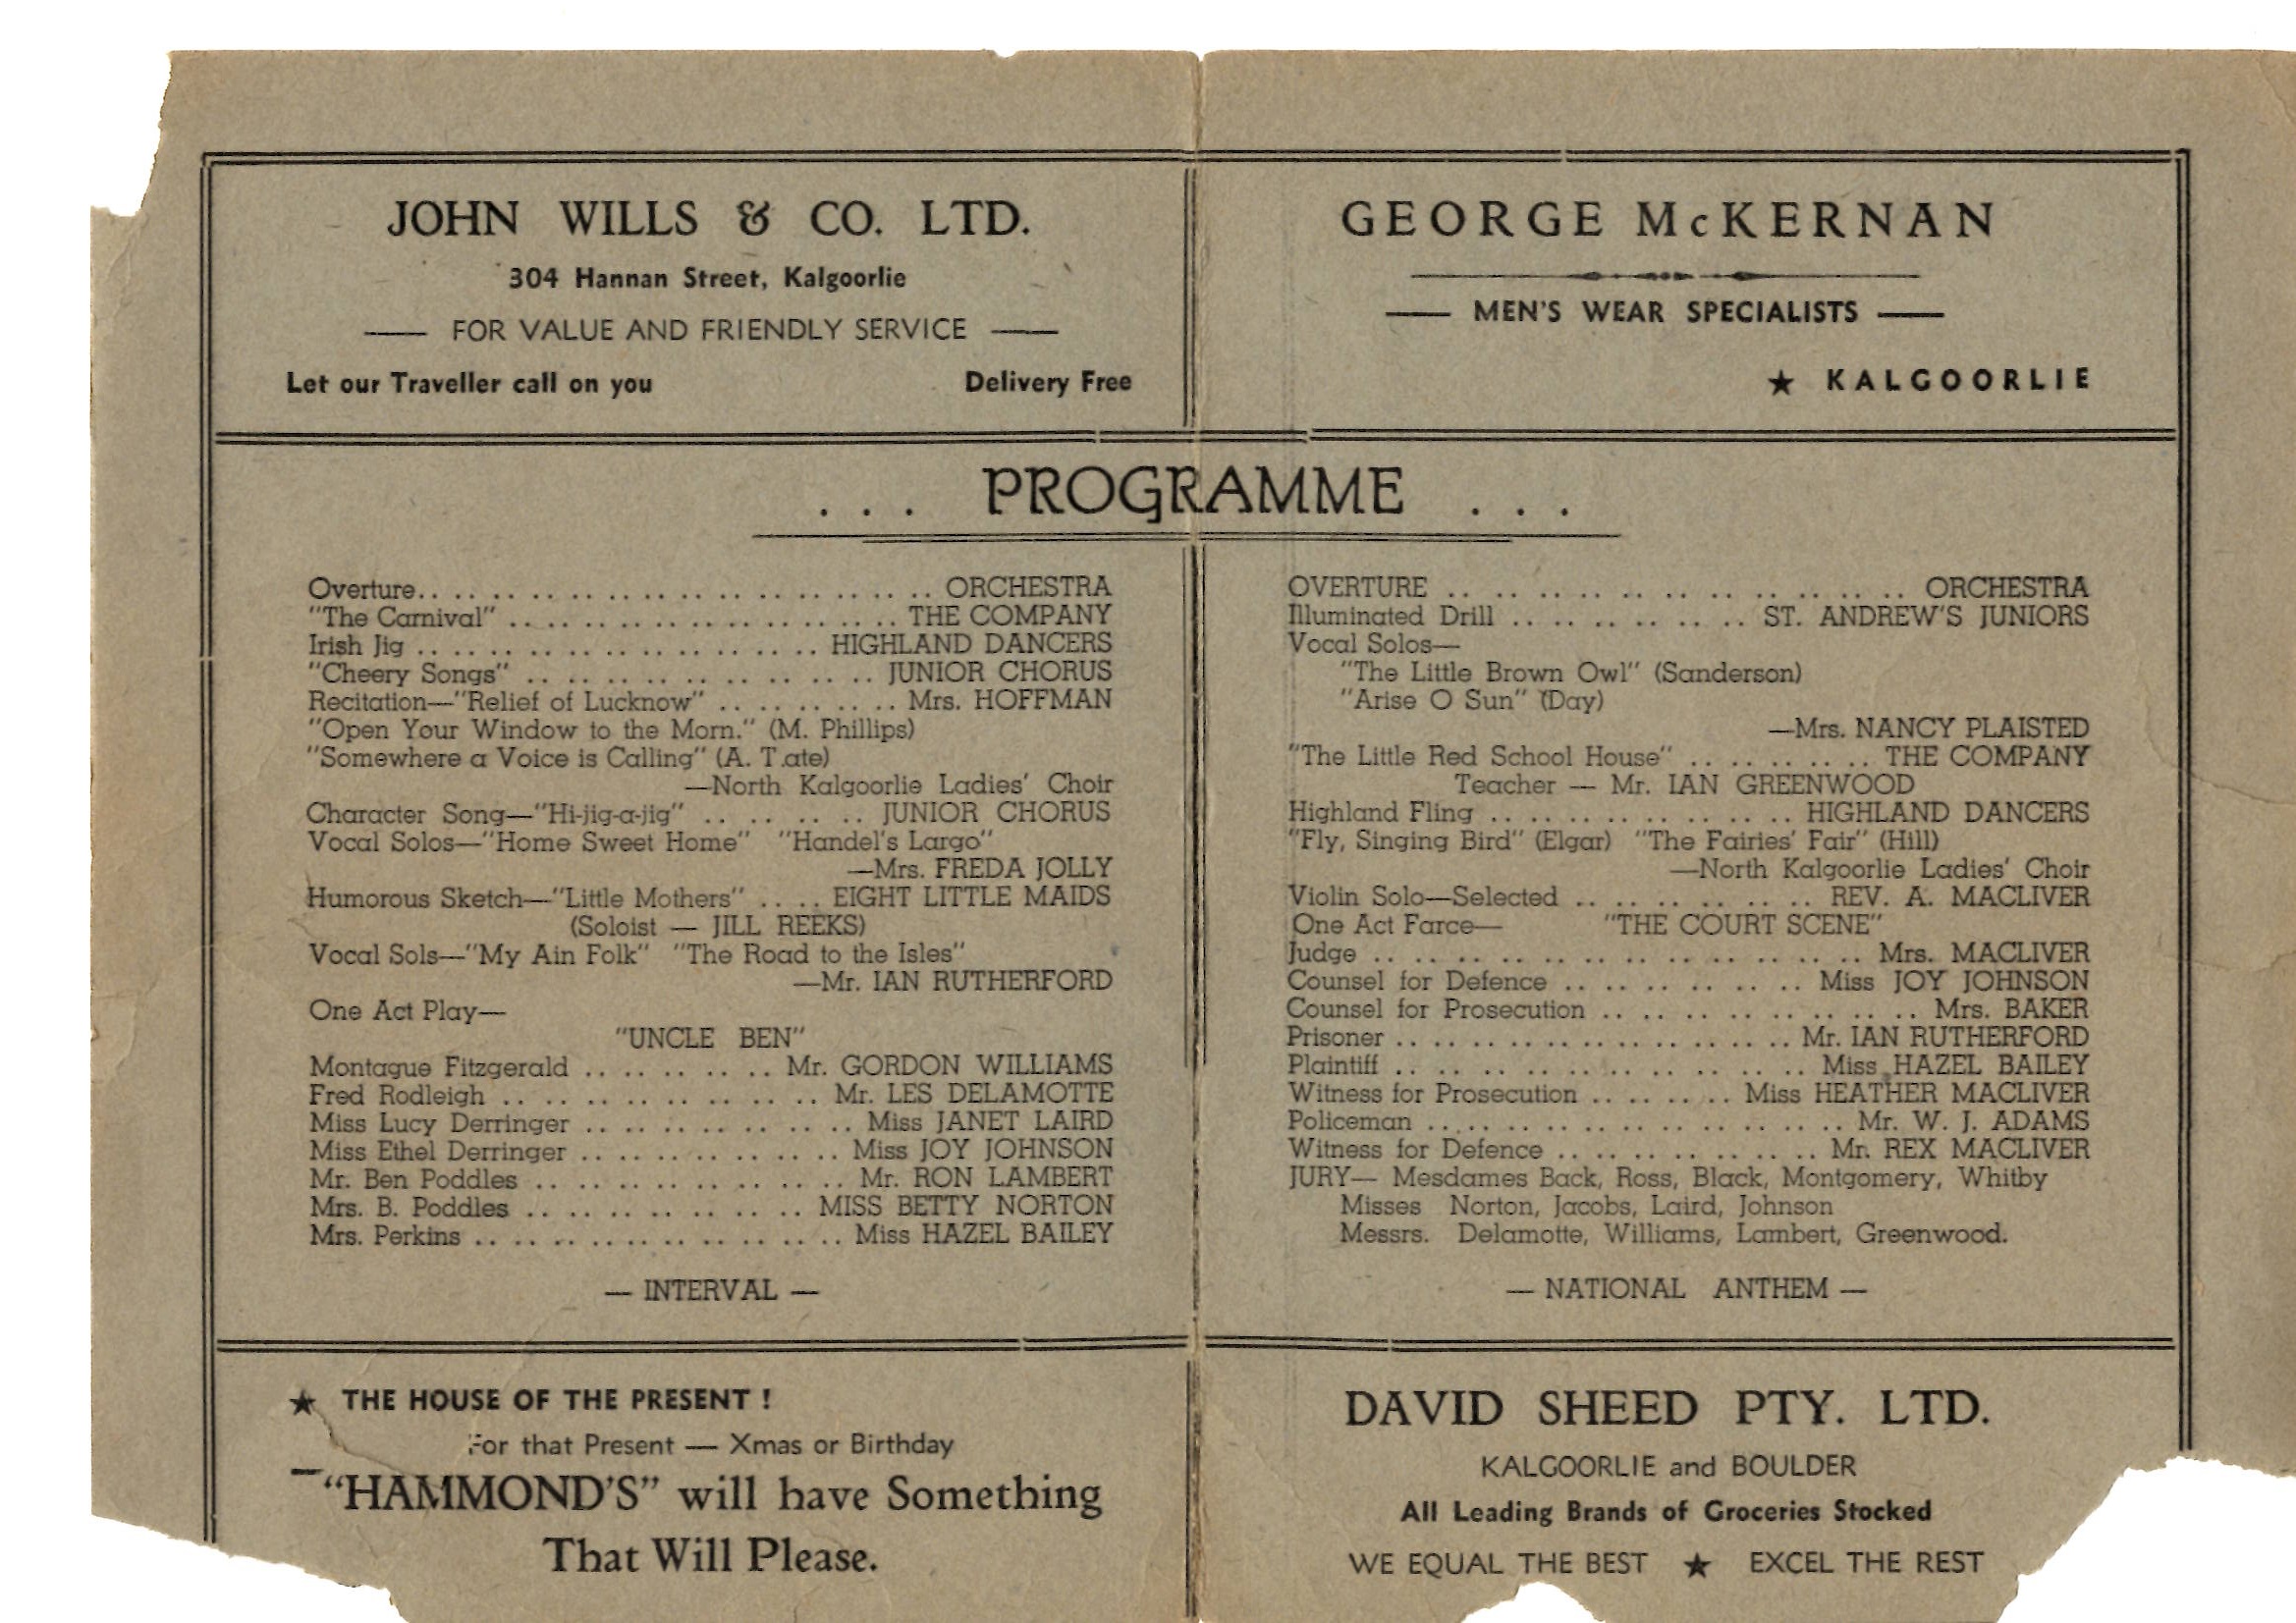 JOHN WILLS & CO. LTD.
304 Hannan Street, Kalgoorlie
— FOR VALUE AND FRIENDLY SERVICE —
Let our Traveller call on you Delivery Free
GEORGE McKERNAN
— MEN'S WEAR SPECIALISTS —
★ KALGOORLIE
. . . PROGRAMME . . .
Overture. . . . . . . . . . . . . . . . . . . ORCHESTRA
"The Carnival" . . . . . . . . . . . . . . . THE COMPANY
Irish Jig . . . . . . . . . . . . . . . HIGHLAND DANCERS
"Cheery Songs" . . . . . . . . . . . . . JUNIOR CHORUS
Recitation—"Relief of Lucknow" . . . . . . . . Mrs. HOFFMAN
"Open Your Window to the Morn." (M. Phillips)
"Somewhere a Voice is Calling" (A. T.ate)
—North Kalgoorlie Ladies' Choir
Character Song—"Hi-jig-a-jig" . . . . . . . JUNIOR CHORUS
Vocal Solos—"Home Sweet Home" "Handel's Largo"
—Mrs. FREDA JOLLY
Humorous Sketch—"Little Mothers" . . . . EIGHT LITTLE MAIDS
(Soloist — JILL REEKS)
Vocal Sols—"My Ain Folk" "The Road to the Isles"
—Mr. IAN RUTHERFORD
One Act Play—
"UNCLE BEN"
Montague Fitzgerald . . . . . . . . Mr. GORDON WILLIAMS
Fred Rodleigh . . . . . . . . . . . . Mr. LES DELAMOTTE
Miss Lucy Derringer . . . . . . . . . . Miss JANET LAIRD
Miss Ethel Derringer . . . . . . . . . . Miss JOY JOHNSON
Mr. Ben Poddles . . . . . . . . . . . . Mr. RON LAMBERT
Mrs. B. Poddles . . . . . . . . . . . MISS BETTY NORTON
Mrs. Perkins . . . . . . . . . . . . . . Miss HAZEL BAILEY
— INTERVAL —
OVERTURE . . . . . . . . . . . . . . . . . ORCHESTRA
Illuminated Drill . . . . . . . . . ST. ANDREW'S JUNIORS
Vocal Solos—
"The Little Brown Owl" (Sanderson)
"Arise O Sun" (Day)
—Mrs. NANCY PLAISTED
"The Little Red School House" . . . . . . . . THE COMPANY
Teacher — Mr. IAN GREENWOOD
Highland Fling . . . . . . . . . . . . HIGHLAND DANCERS
"Fly, Singing Bird" (Elgar) "The Fairies' Fair" (Hill)
—North Kalgoorlie Ladies' Choir
Violin Solo—Selected . . . . . . . . . . REV. A. MACLIVER
One Act Farce— "THE COURT SCENE"
Judge . . . . . . . . . . . . . . . . . . . Mrs. MACLIVER
Counsel for Defence . . . . . . . . . . Miss JOY JOHNSON
Counsel for Prosecution . . . . . . . . . . . . Mrs. BAKER
Prisoner . . . . . . . . . . . . . . . . Mr. IAN RUTHERFORD
Plaintiff . . . . . . . . . . . . . . . . Miss HAZEL BAILEY
Witness for Prosecution . . . . . . Miss HEATHER MACLIVER
Policeman . . . . . . . . . . . . . . . . Mr. W. J. ADAMS
Witness for Defence . . . . . . . . . . Mr. REX MACLIVER
JURY— Mesdames Back, Ross, Black, Montgomery, Whitby
Misses Norton, Jacobs, Laird, Johnson
Messrs. Delamotte, Williams, Lambert, Greenwood.
— NATIONAL ANTHEM —
★ THE HOUSE OF THE PRESENT !
For that Present — Xmas or Birthday
"HAMMOND'S" will have Something
That Will Please.
DAVID SHEED PTY. LTD.
KALGOORLIE and BOULDER
All Leading Brands of Groceries Stocked
WE EQUAL THE BEST ★ EXCEL THE REST